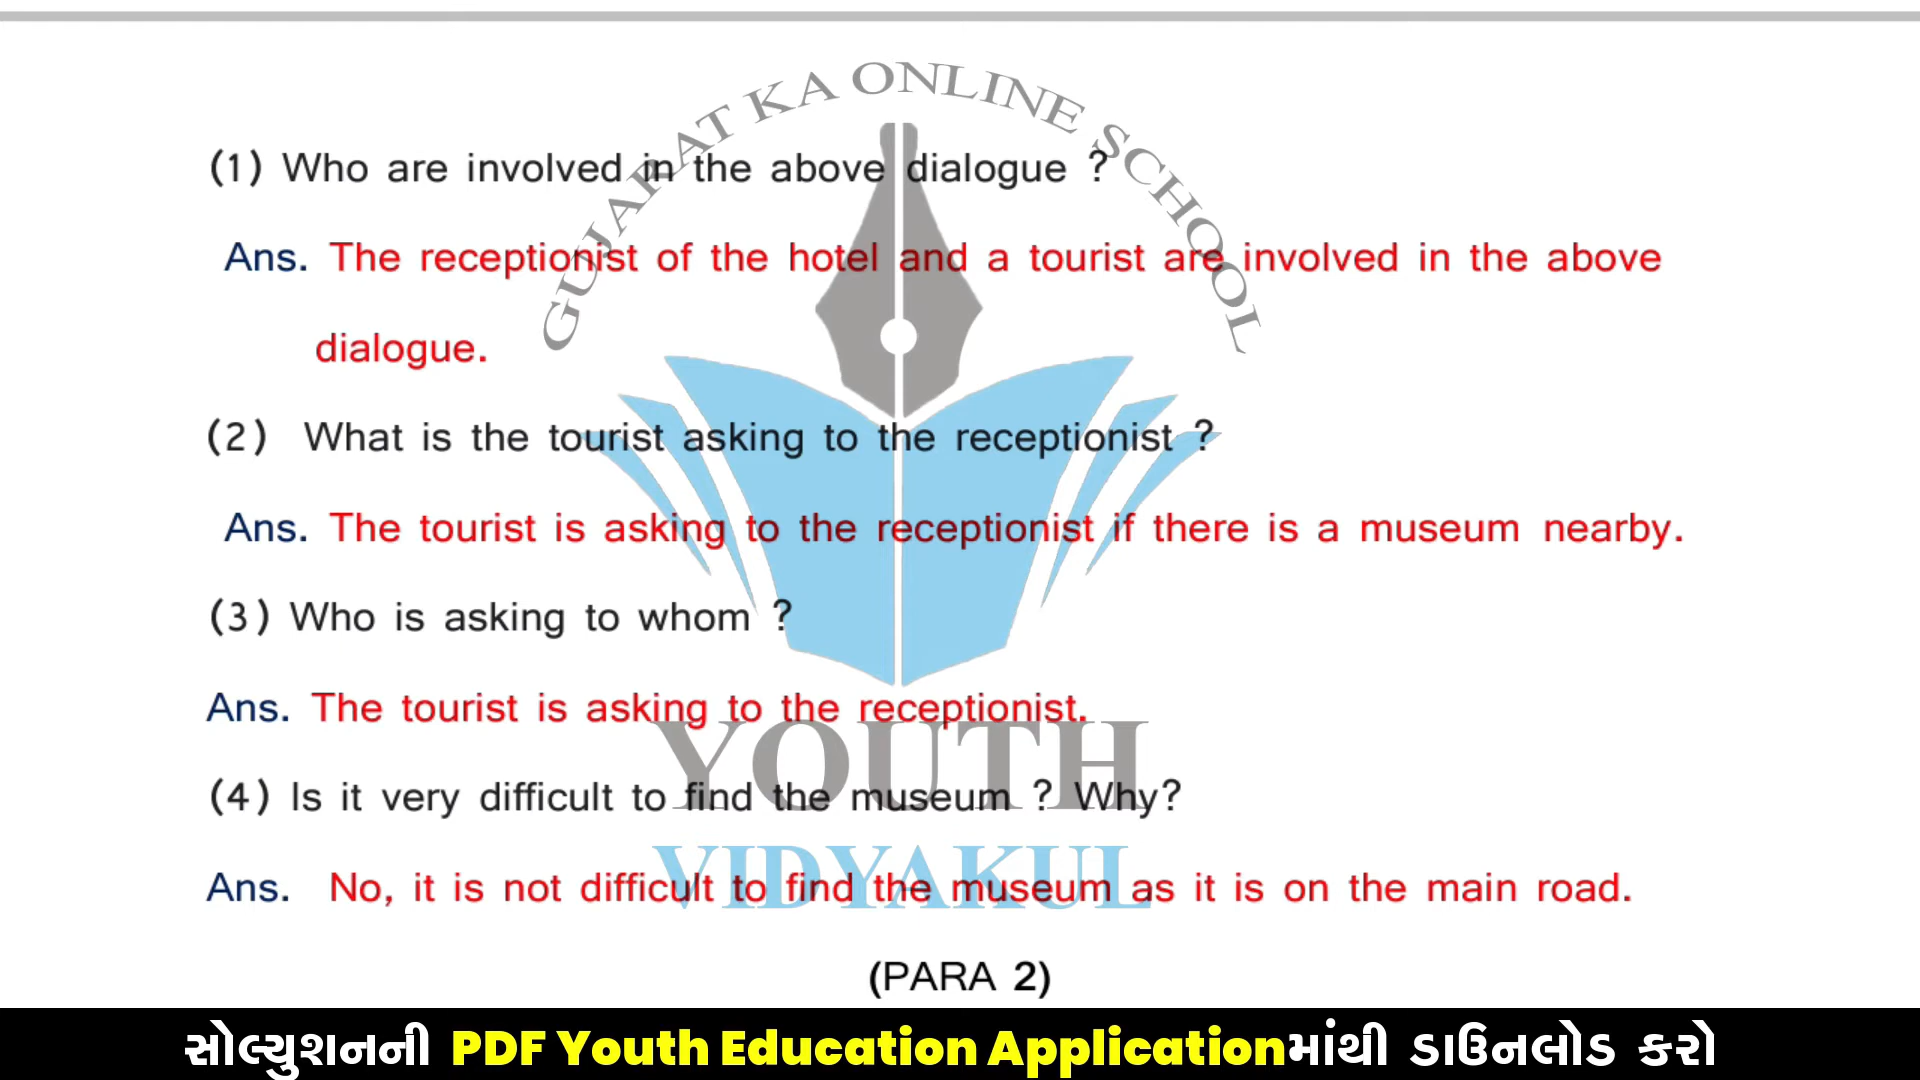 GUJARAT KA ONLINE SCHOOL
(1) Who are involved in the above dialogue ?
Ans. The receptionist of the hotel and a tourist are involved in the above
dialogue.
(2) What is the tourist asking to the receptionist ?
Ans. The tourist is asking to the receptionist if there is a museum nearby.
(3) Who is asking to whom ?
Ans. The tourist is asking to the receptionist.
YOUTH
(4) Is it very difficult to find the museum ? Why?
VIDYAKUL
Ans. No, it is not difficult to find the museum as it is on the main road.
(PARA 2)
સોલ્યુશનની PDF Youth Education Applicationમાંથી ડાઉનલોડ કરો